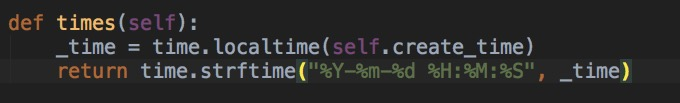 def times(self):
    _time = time.localtime(self.create_time)
    return time.strftime("%Y-%m-%d %H:%M:%S", _time)